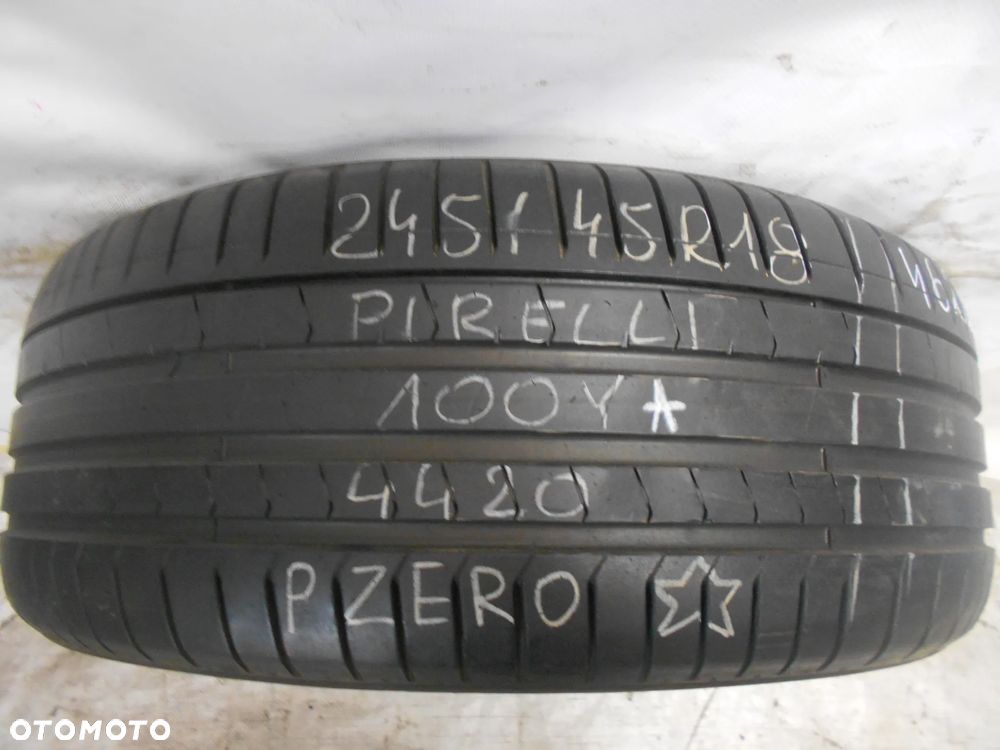 245/45R18
PIRELLI
100Y
4420
PZERO
OTOMOTO